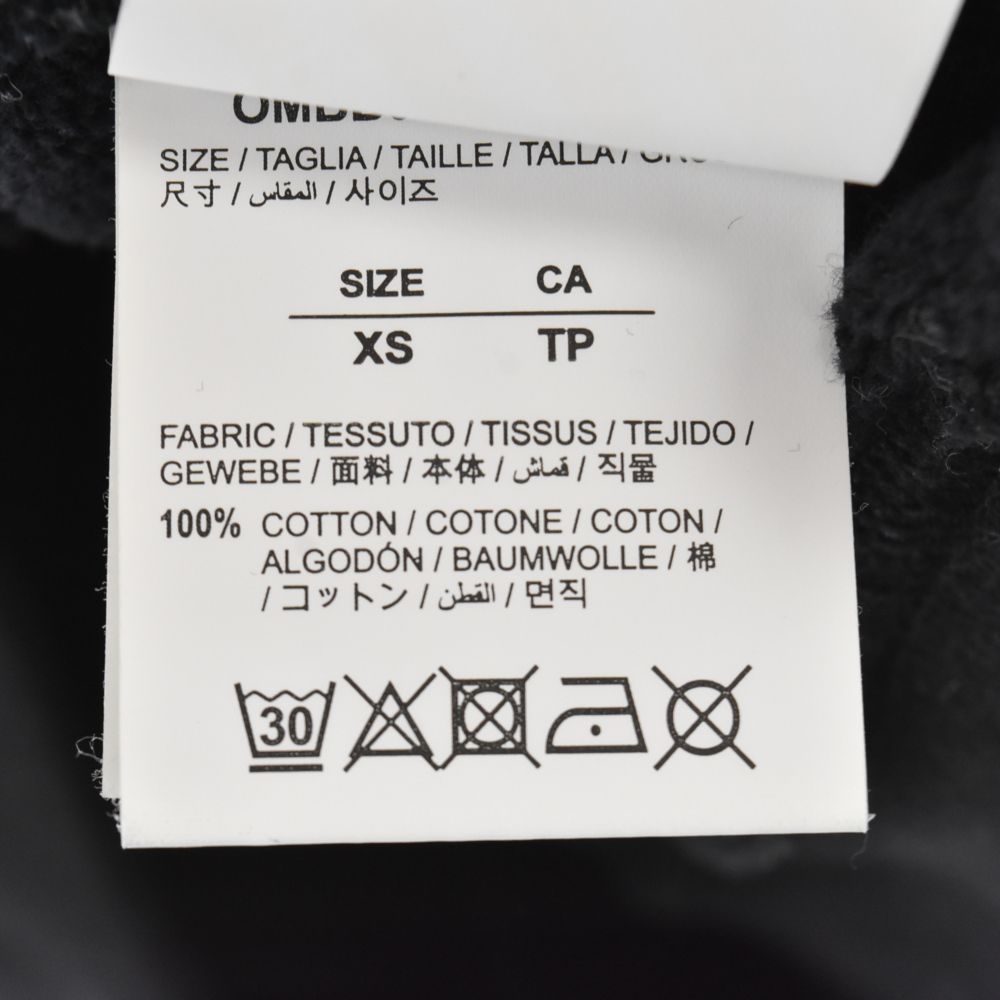 SIZE / TAGLIA / TAILLE / TALLA /
尺寸 / المقاس / 사이즈
SIZE CA
XS TP
FABRIC / TESSUTO / TISSUS / TEJIDO /
GEWEBE / 面料 / 本体 / قماش / 직물
100% COTTON / COTONE / COTON /
ALGODÓN / BAUMWOLLE / 棉
/ コットン / القطن / 면직
30